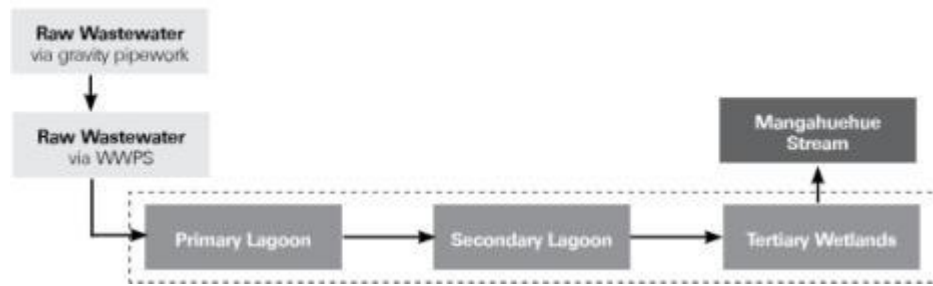 Raw Wastewater
via gravity pipework
Raw Wastewater
via WWPS
Mangahuehue
Stream
Primary Lagoon
Secondary Lagoon
Tertiary Wetlands